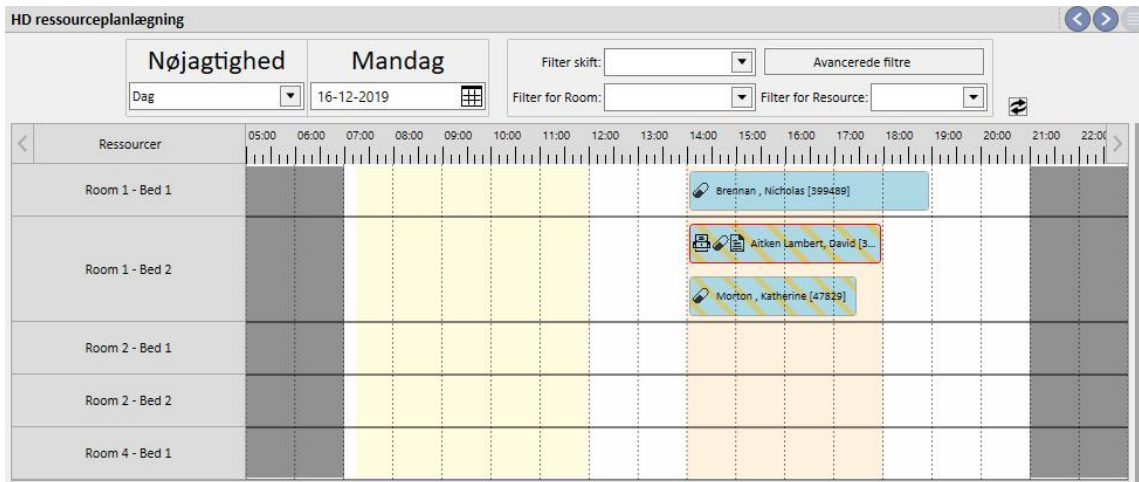 HD ressourceplanlægning
Nøjagtighed Mandag
Filter skift: Avancerede filtre
Dag 16-12-2019 Filter for Room: Filter for Resource:
Ressourcer 05:00 06:00 07:00 08:00 09:00 10:00 11:00 12:00 13:00 14:00 15:00 16:00 17:00 18:00 19:00 20:00 21:00 22:00
Room 1 - Bed 1 Brennan , Nicholas [399489]
Aitken Lambert, David [3...
Room 1 - Bed 2
Morton , Katherine [47829]
Room 2 - Bed 1
Room 2 - Bed 2
Room 4 - Bed 1